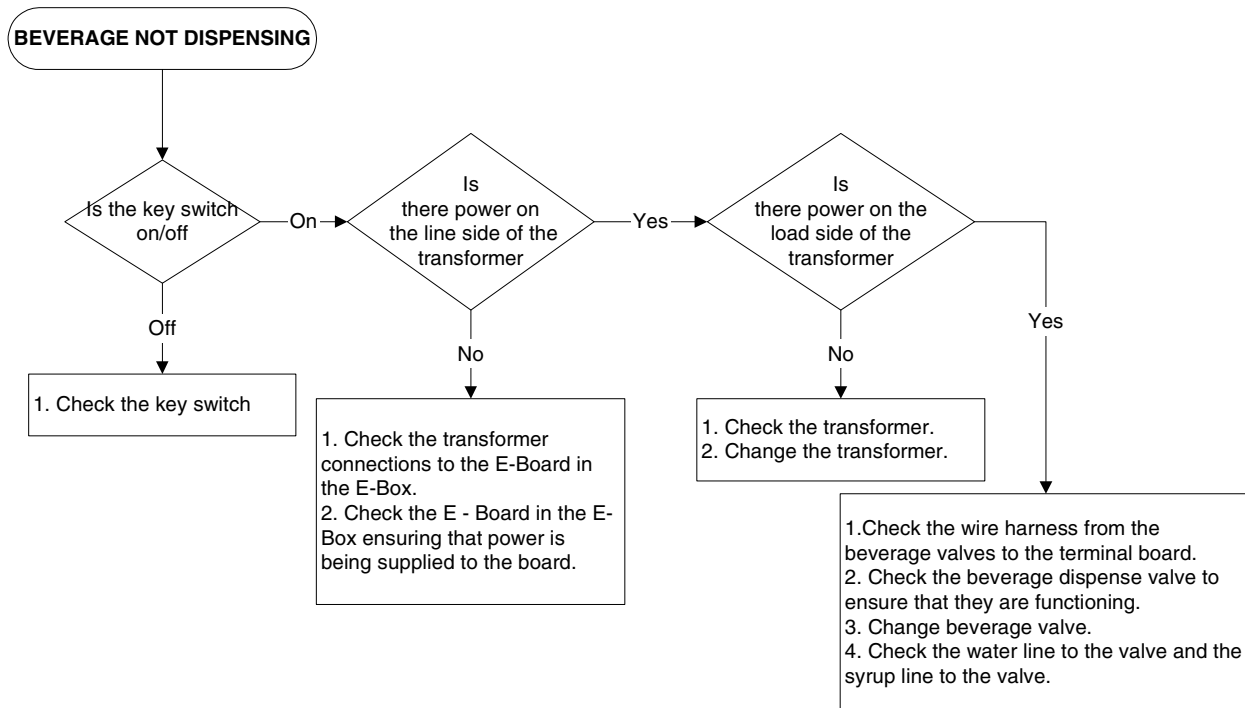 BEVERAGE NOT DISPENSING
Is the key switch
on/off
On
Is
there power on
the line side of the
transformer
Yes
Is
there power on the
load side of the
transformer
Yes
Off
No
No
1. Check the key switch
1. Check the transformer
connections to the E-Board in
the E-Box.
2. Check the E - Board in the E-
Box ensuring that power is
being supplied to the board.
1. Check the transformer.
2. Change the transformer.
1.Check the wire harness from the
beverage valves to the terminal board.
2. Check the beverage dispense valve to
ensure that they are functioning.
3. Change beverage valve.
4. Check the water line to the valve and the
syrup line to the valve.